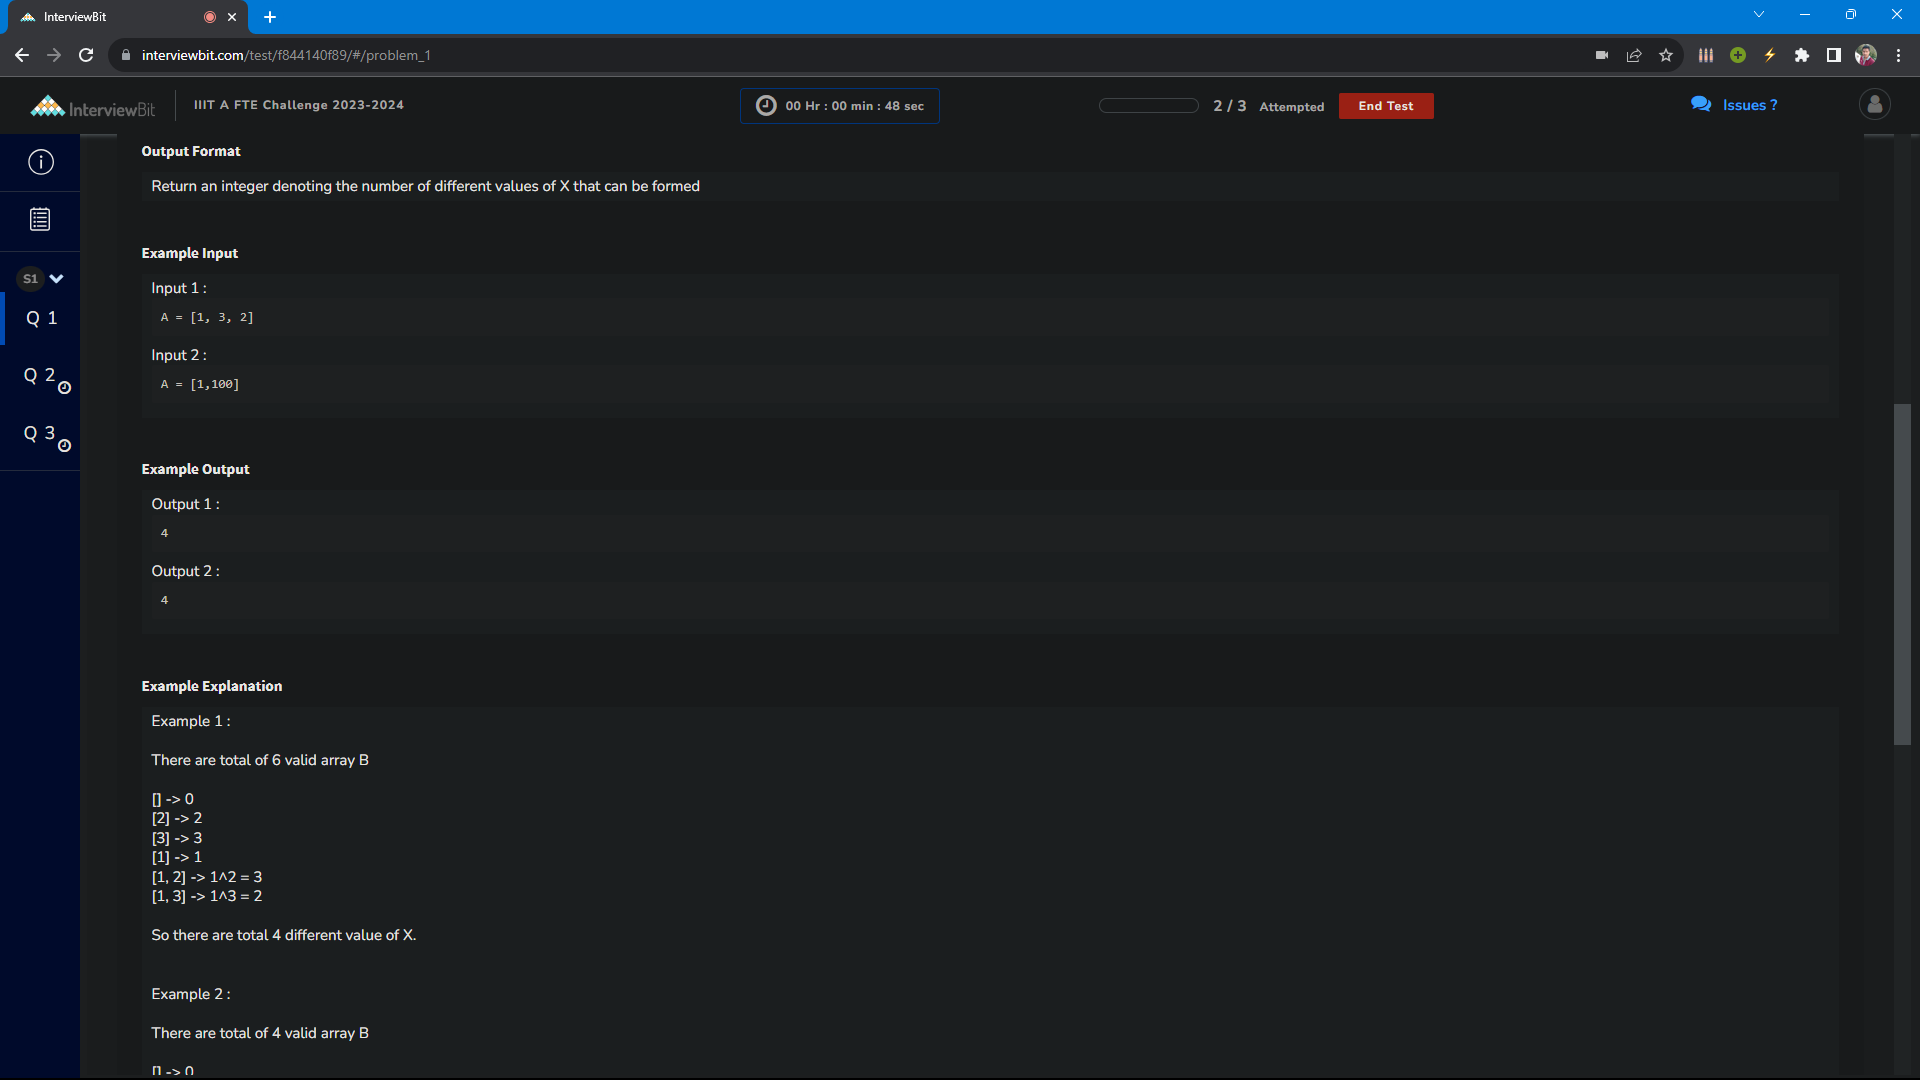 InterviewBit
interviewbit.com/test/f844140f89/#/problem_1
InterviewBit
IIIT A FTE Challenge 2023-2024
00 Hr : 00 min : 48 sec
2 / 3 Attempted
End Test
Issues ?
S1
Q 1
Q 2
Q 3
Output Format
Return an integer denoting the number of different values of X that can be formed
Example Input
Input 1 :
A = [1, 3, 2]
Input 2 :
A = [1,100]
Example Output
Output 1 :
4
Output 2 :
4
Example Explanation
Example 1 :
There are total of 6 valid array B
[] -> 0
[2] -> 2
[3] -> 3
[1] -> 1
[1, 2] -> 1^2 = 3
[1, 3] -> 1^3 = 2
So there are total 4 different value of X.
Example 2 :
There are total of 4 valid array B
[] -> 0